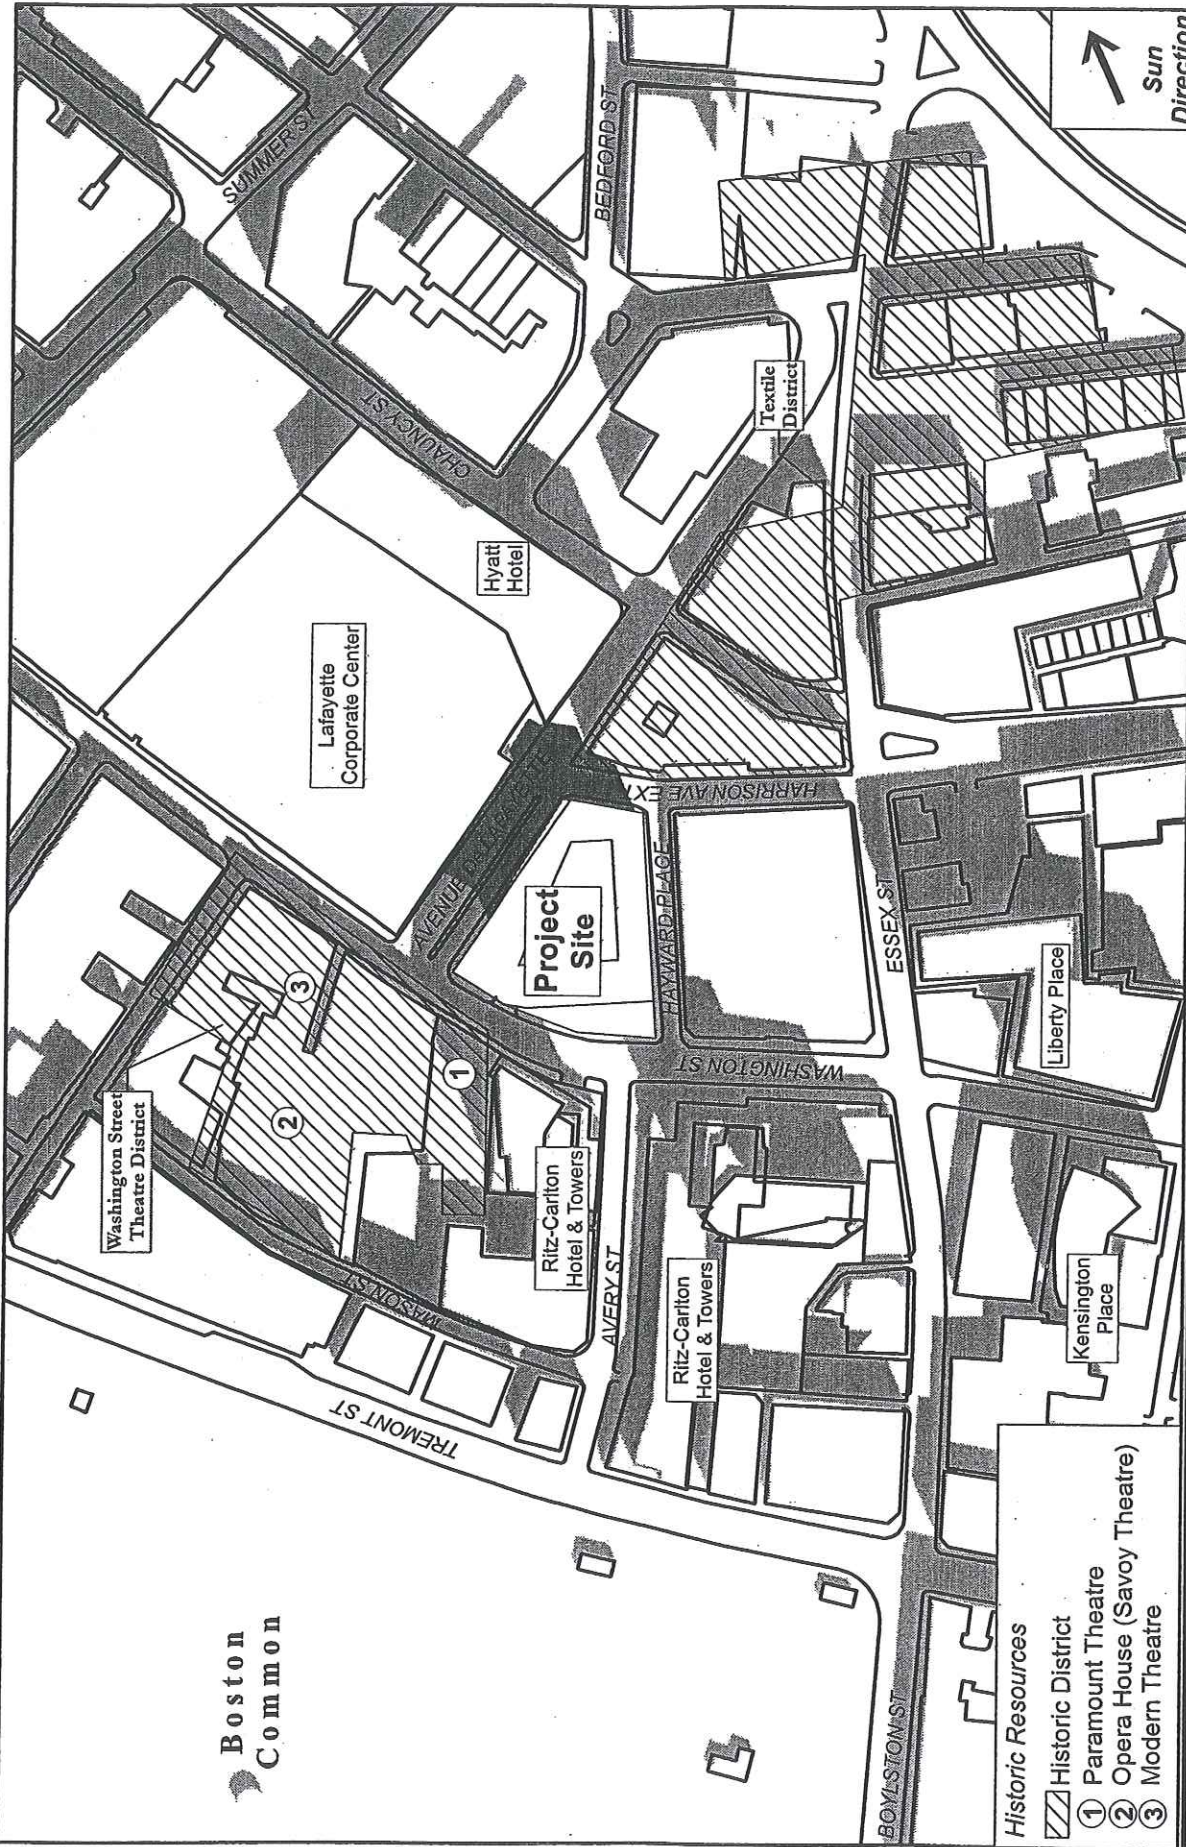 Boston
Common
TREMONT ST
MASON ST
Washington Street
Theatre District
2
3
1
Ritz-Carlton
Hotel & Towers
AVERY ST
Ritz-Carlton
Hotel & Towers
WASHINGTON ST
BOYLSTON ST
Kensington
Place
Liberty Place
ESSEX ST
HAYWARD PLACE
HARRISON AVE EXT
Project
Site
AVENUE DE LAFAYETTE
Lafayette
Corporate Center
Hyatt
Hotel
CHAUNCY ST
SUMMER ST
BEDFORD ST
Textile
District
Sun
Direction
Historic Resources
Historic District
1 Paramount Theatre
2 Opera House (Savoy Theatre)
3 Modern Theatre